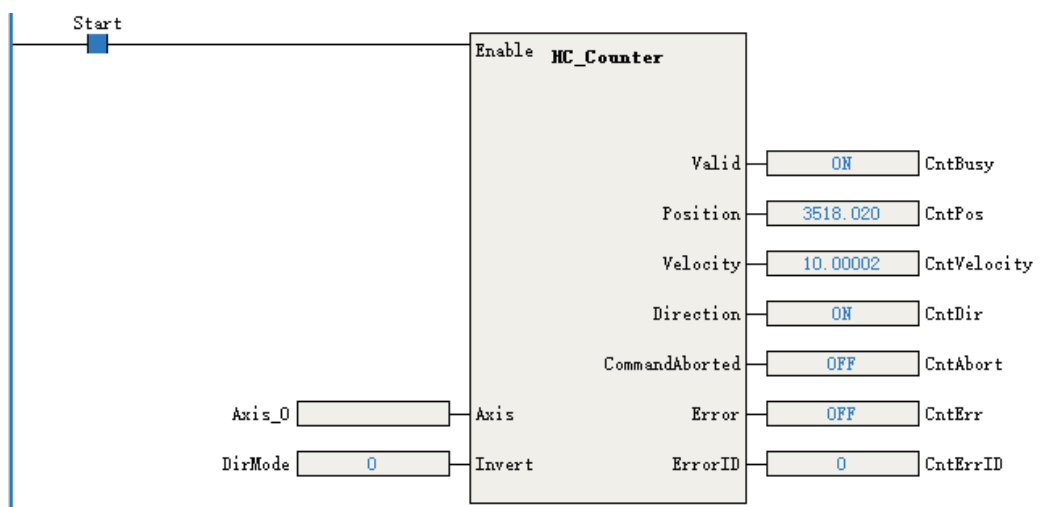 Start
Enable HC_Counter
Valid ON CntBusy
Position 3518.020 CntPos
Velocity 10.00002 CntVelocity
Direction ON CntDir
CommandAborted OFF CntAbort
Axis_0 Axis Error OFF CntErr
DirMode 0 Invert ErrorID 0 CntErrID